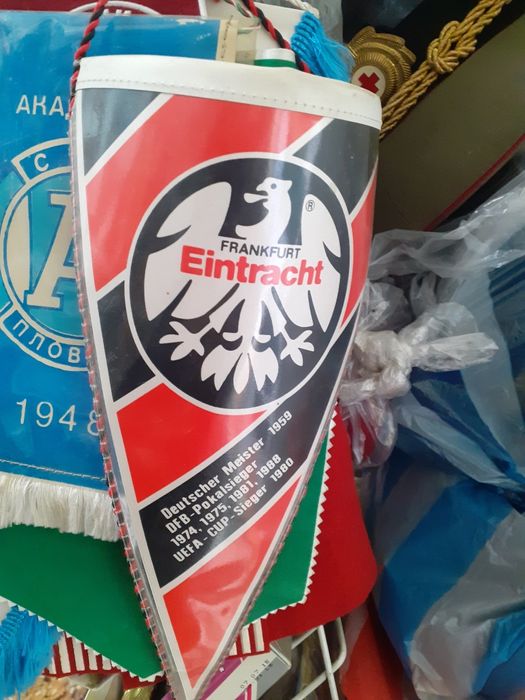 АКАД
С
А
ПЛОВ
1948
FRANKFURT
Eintracht
®
Deutscher Meister 1959
DFB-Pokalsieger
1974, 1975, 1981, 1988
UEFA-CUP-Sieger 1980